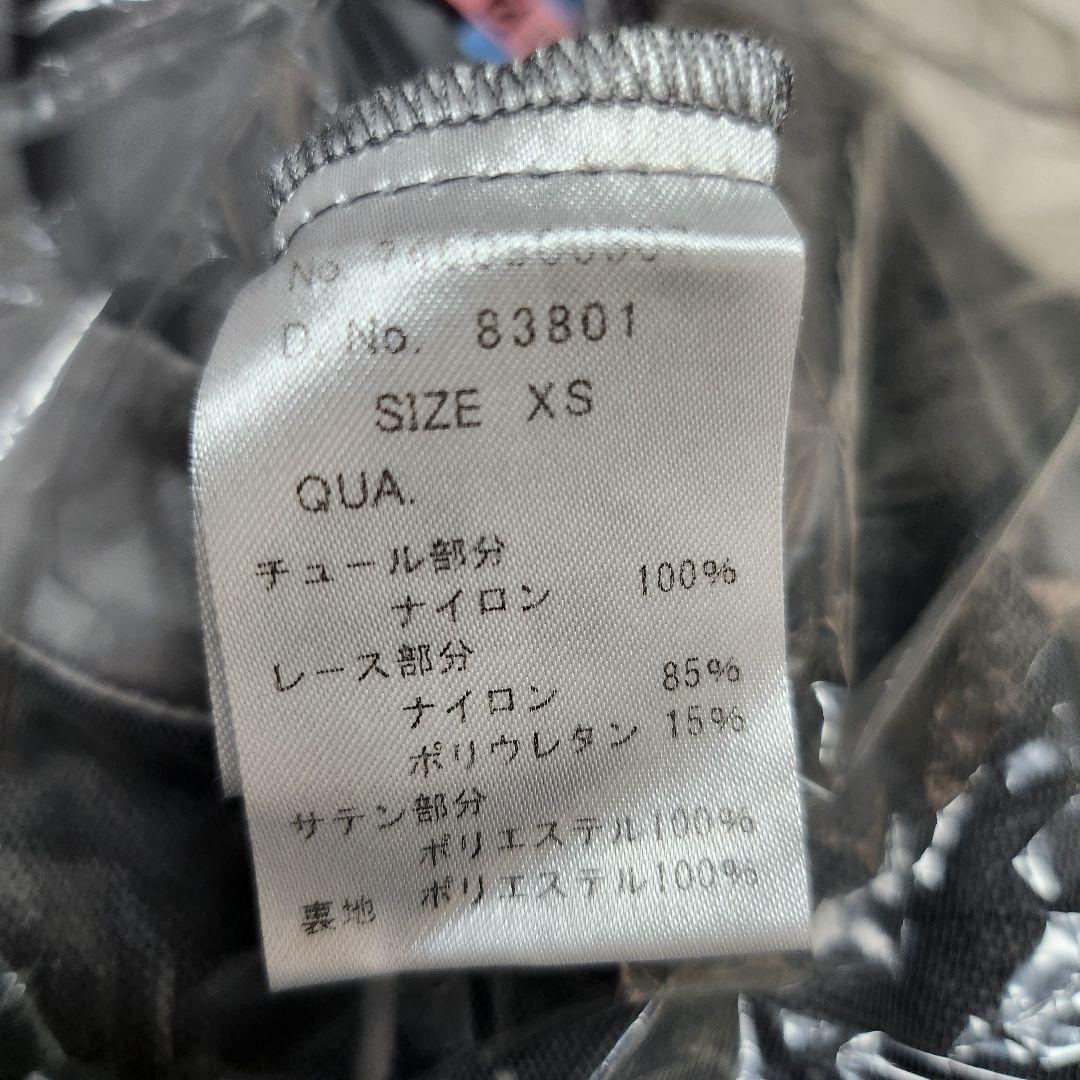 No
D.No. 83801
SIZE XS
QUA.
チュール部分
ナイロン 100%
レース部分
ナイロン 85%
ポリウレタン 15%
サテン部分
ポリエステル100%
裏地 ポリエステル100%